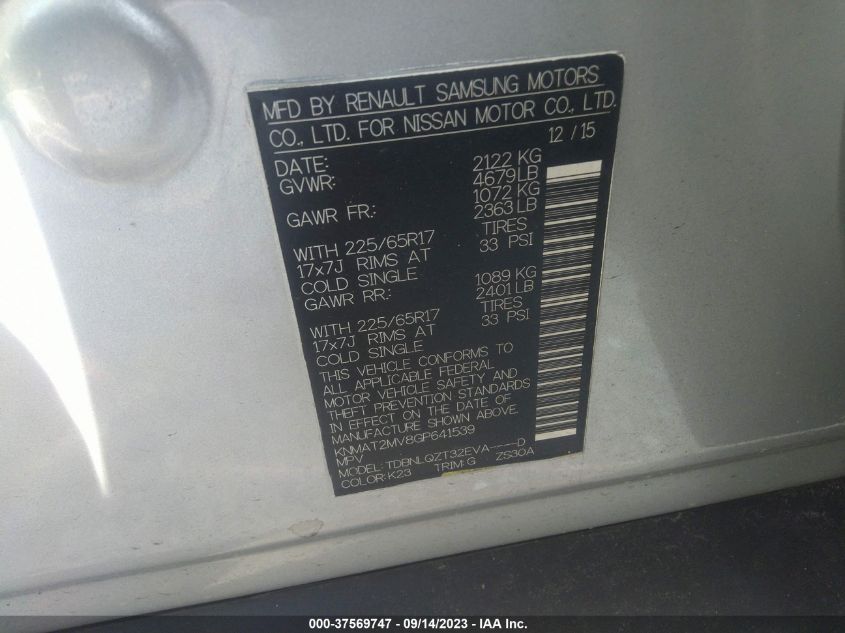 MFD BY RENAULT SAMSUNG MOTORS
CO., LTD. FOR NISSAN MOTOR CO., LTD.
12 / 15
DATE:
GVWR: 2122 KG
4679 LB
GAWR FR.: 1072 KG
2363 LB
WITH 225/65R17 TIRES
17x7J RIMS AT 33 PSI
COLD SINGLE
GAWR RR.: 1089 KG
2401 LB
WITH 225/65R17 TIRES
17x7J RIMS AT 33 PSI
COLD SINGLE
THIS VEHICLE CONFORMS TO
ALL APPLICABLE FEDERAL
MOTOR VEHICLE SAFETY AND
THEFT PREVENTION STANDARDS
IN EFFECT ON THE DATE OF
MANUFACTURE SHOWN ABOVE.
KNMAT2MV8GP641539
MPV
MODEL: TDBNLQZT32EVA----D
COLOR:K23 TRIM:G ZS30A
000-37569747 - 09/14/2023 - IAA Inc.